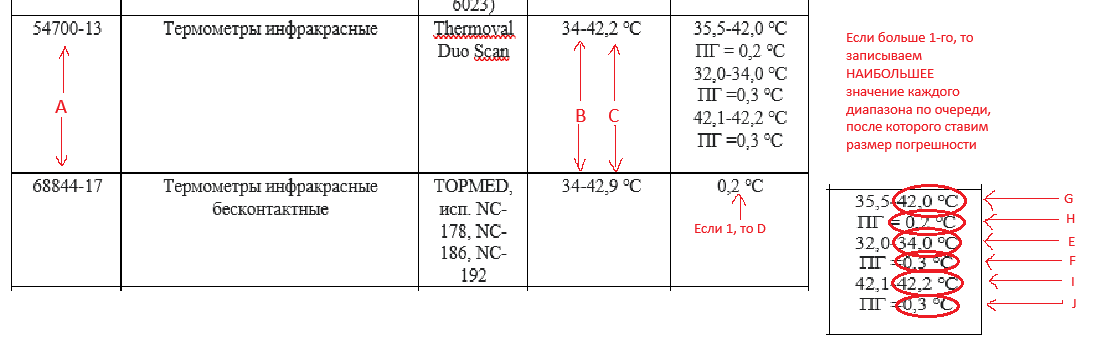 6023)
54700-13
Термометры инфракрасные
Thermoval
Duo Scan
34-42,2 °C
35,5-42,0 °C
ПГ = 0,2 °C
32,0-34,0 °C
ПГ =0,3 °C
42,1-42,2 °C
ПГ =0,3 °C
A
B
C
Если больше 1-го, то
записываем
НАИБОЛЬШЕЕ
значение каждого
диапазона по очереди,
после которого ставим
размер погрешности
68844-17
Термометры инфракрасные
бесконтактные
TOPMED,
исп. NC-
178, NC-
186, NC-
192
34-42,9 °C
0,2 °C
Если 1, то D
35,5-42,0 °C
G
ПГ = 0,2 °C
H
32,0-34,0 °C
E
ПГ =0,3 °C
F
42,1-42,2 °C
I
ПГ =0,3 °C
J